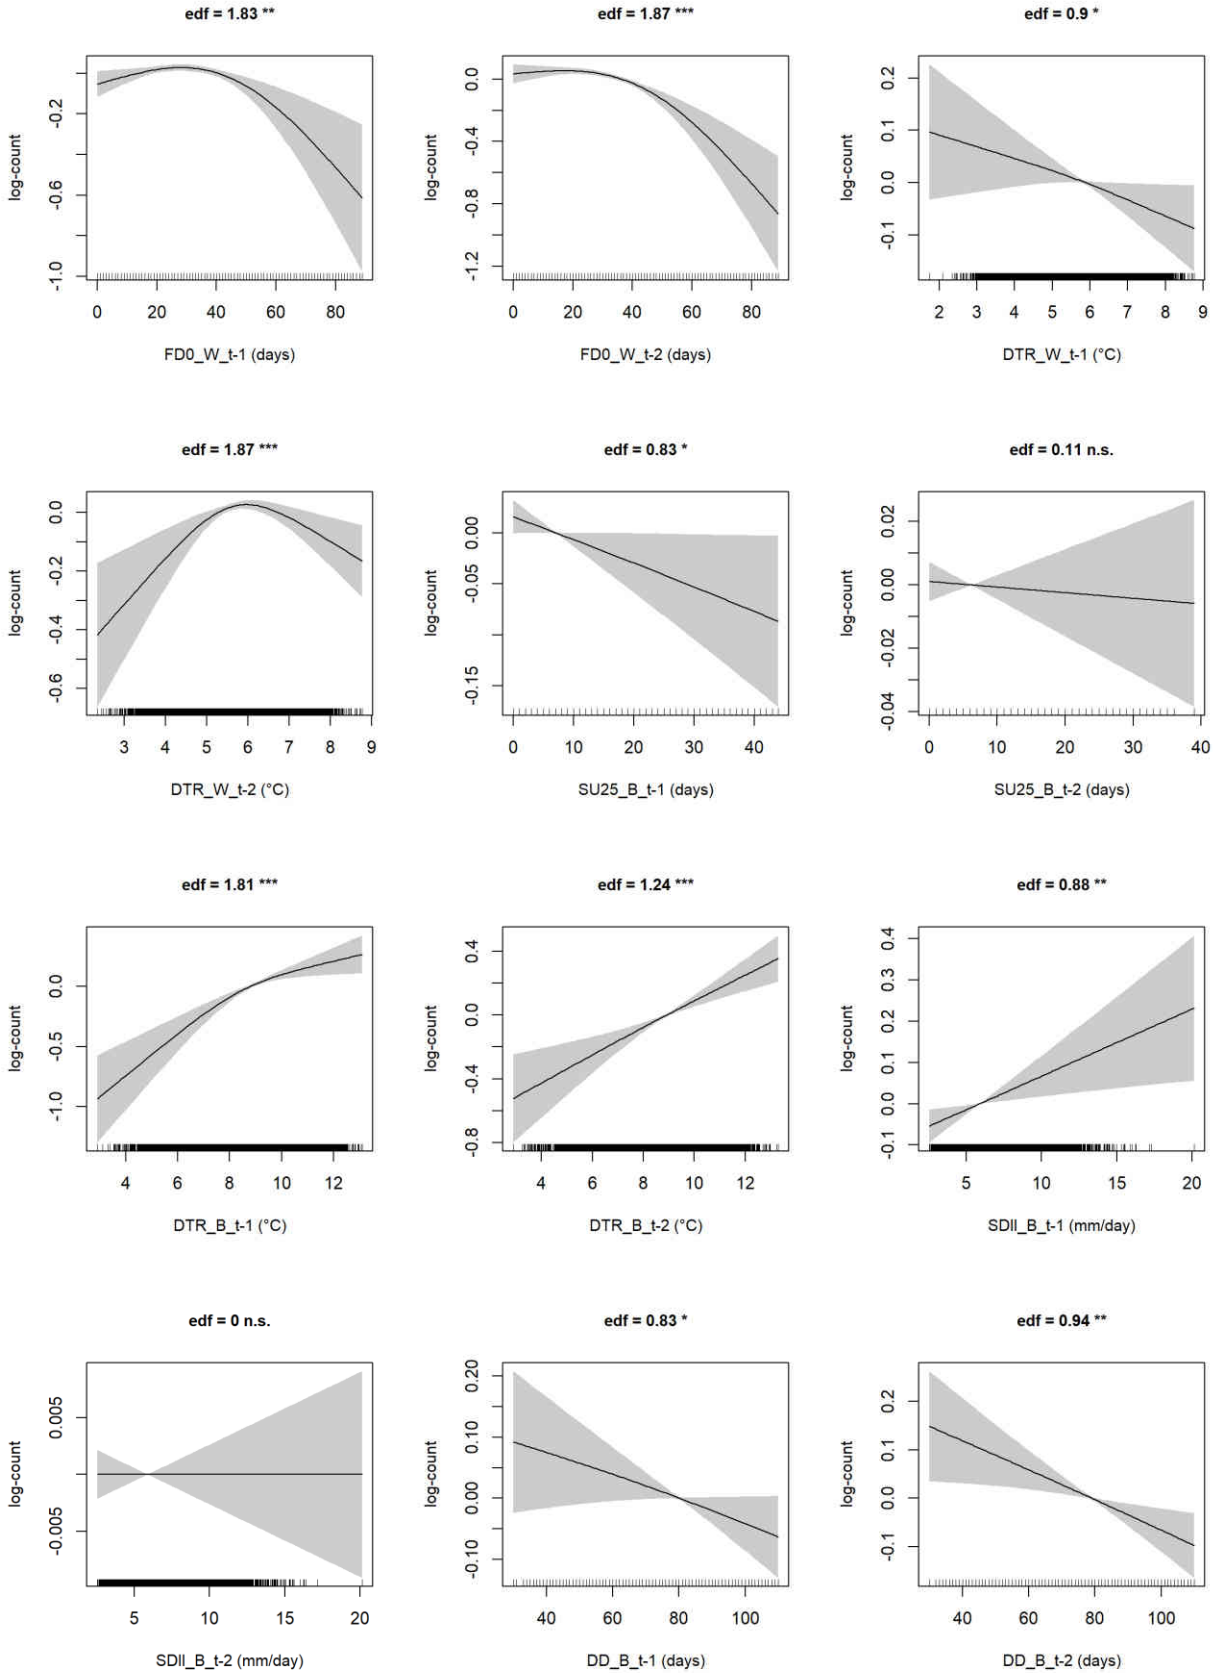 edf = 1.83 ** edf = 1.87 *** edf = 0.9 *
log-count
-0.2
-0.6
-1.0
0 20 40 60 80
FD0_W_t-1 (days)
log-count
0.0
-0.4
-0.8
-1.2
0 20 40 60 80
FD0_W_t-2 (days)
log-count
0.2
0.1
0.0
-0.1
2 3 4 5 6 7 8 9
DTR_W_t-1 (°C)
edf = 1.87 *** edf = 0.83 * edf = 0.11 n.s.
log-count
0.0
-0.2
-0.4
-0.6
3 4 5 6 7 8 9
DTR_W_t-2 (°C)
log-count
0.00
-0.05
-0.15
0 10 20 30 40
SU25_B_t-1 (days)
log-count
0.02
0.00
-0.02
-0.04
0 10 20 30 40
SU25_B_t-2 (days)
edf = 1.81 *** edf = 1.24 *** edf = 0.88 **
log-count
0.0
-0.5
-1.0
4 6 8 10 12
DTR_B_t-1 (°C)
log-count
0.4
0.0
-0.4
-0.8
4 6 8 10 12
DTR_B_t-2 (°C)
log-count
0.4
0.3
0.2
0.1
0.0
-0.1
5 10 15 20
SDII_B_t-1 (mm/day)
edf = 0 n.s. edf = 0.83 * edf = 0.94 **
log-count
0.005
-0.005
5 10 15 20
SDII_B_t-2 (mm/day)
log-count
0.20
0.10
0.00
-0.10
40 60 80 100
DD_B_t-1 (days)
log-count
0.2
0.1
0.0
-0.1
40 60 80 100
DD_B_t-2 (days)